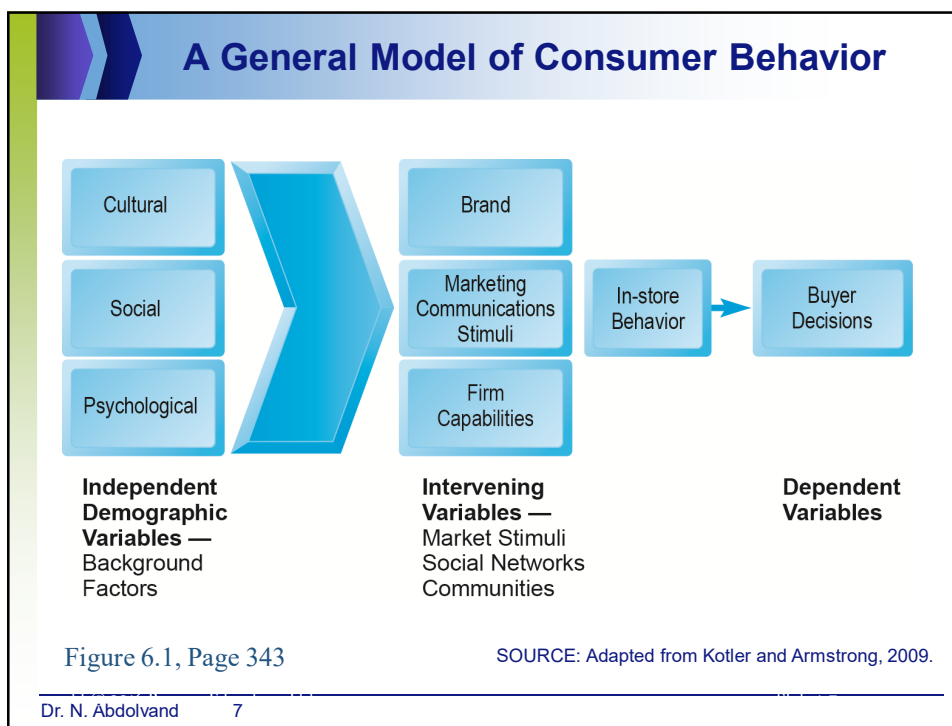 A General Model of Consumer Behavior
Cultural
Social
Psychological
Brand
Marketing
Communications
Stimuli
Firm
Capabilities
In-store
Behavior
Buyer
Decisions
Independent
Demographic
Variables —
Background
Factors
Intervening
Variables —
Market Stimuli
Social Networks
Communities
Dependent
Variables
Figure 6.1, Page 343
SOURCE: Adapted from Kotler and Armstrong, 2009.
Dr. N. Abdolvand 7